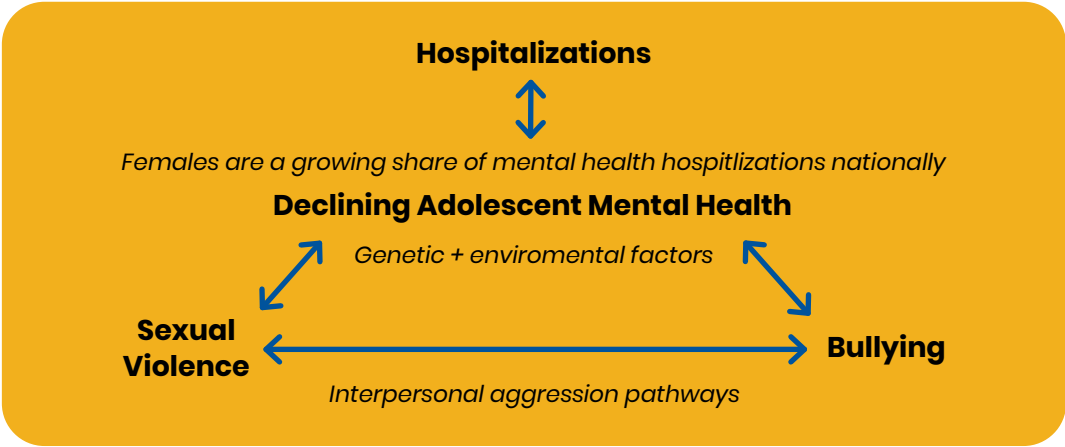 Hospitalizations
Females are a growing share of mental health hospitlizations nationally
Declining Adolescent Mental Health
Genetic + enviromental factors
Sexual
Violence
Bullying
Interpersonal aggression pathways